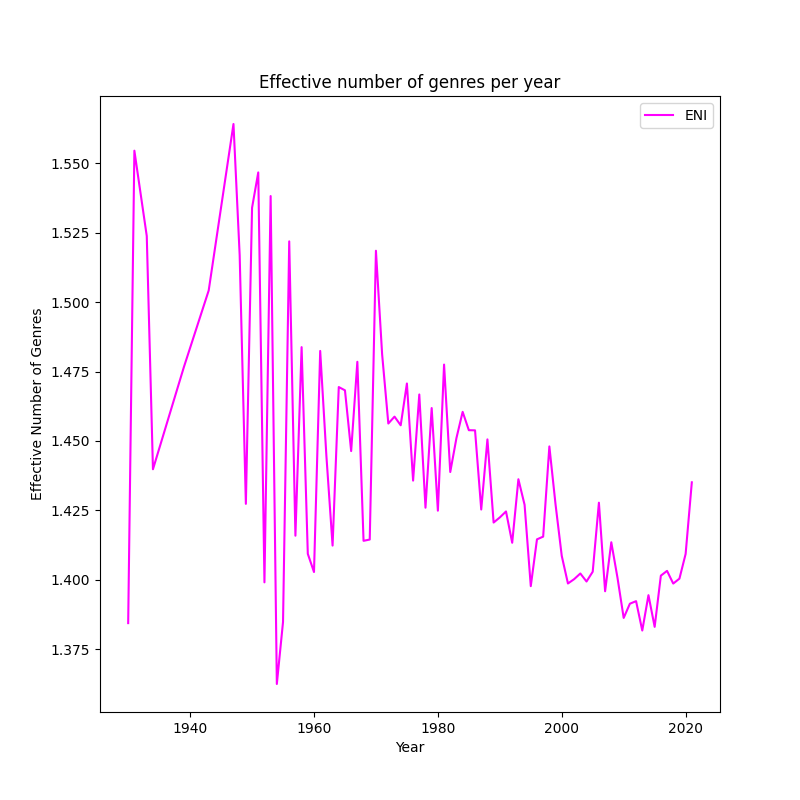 Effective number of genres per year
ENI
1.550
1.525
1.500
1.475
1.450
1.425
1.400
1.375
Effective Number of Genres
1940 1960 1980 2000 2020
Year